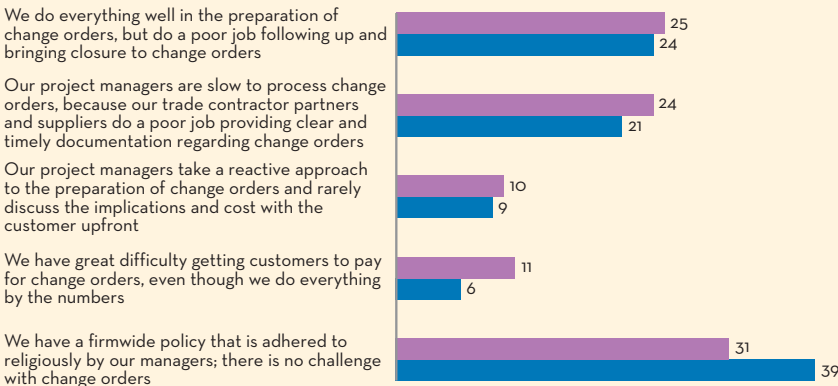 We do everything well in the preparation of
change orders, but do a poor job following up and
bringing closure to change orders
25
24
Our project managers are slow to process change
orders, because our trade contractor partners
and suppliers do a poor job providing clear and
timely documentation regarding change orders
24
21
Our project managers take a reactive approach
to the preparation of change orders and rarely
discuss the implications and cost with the
customer upfront
10
9
We have great difficulty getting customers to pay
for change orders, even though we do everything
by the numbers
11
6
We have a firmwide policy that is adhered to
religiously by our managers; there is no challenge
with change orders
31
39